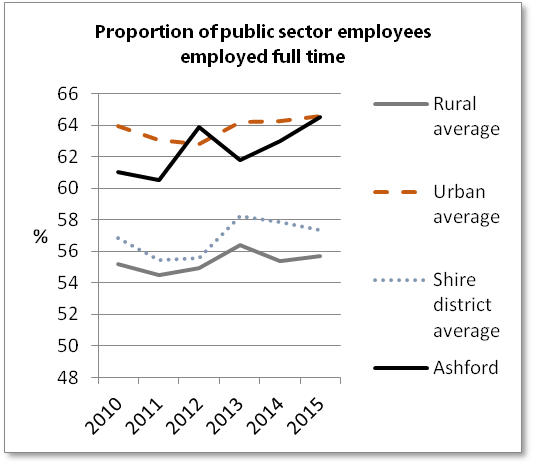 Proportion of public sector employees
employed full time
66
64
62
60
58
56
54
52
50
48
%
2010
2011
2012
2013
2014
2015
Rural
average
Urban
average
Shire
district
average
Ashford